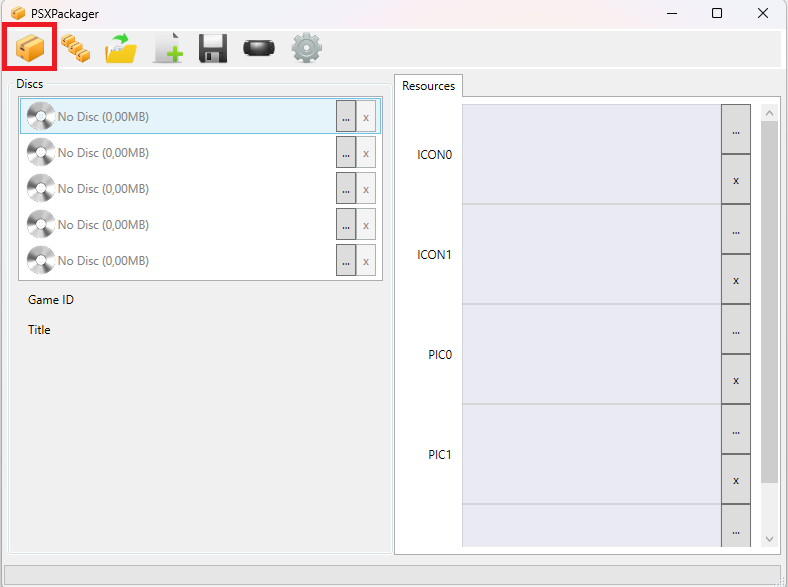 PSXPackager
Discs
No Disc (0,00MB)
... x
No Disc (0,00MB)
... x
No Disc (0,00MB)
... x
No Disc (0,00MB)
... x
No Disc (0,00MB)
... x
Game ID
Title
Resources
ICON0
...
x
ICON1
...
x
PIC0
...
x
PIC1
...
x
...